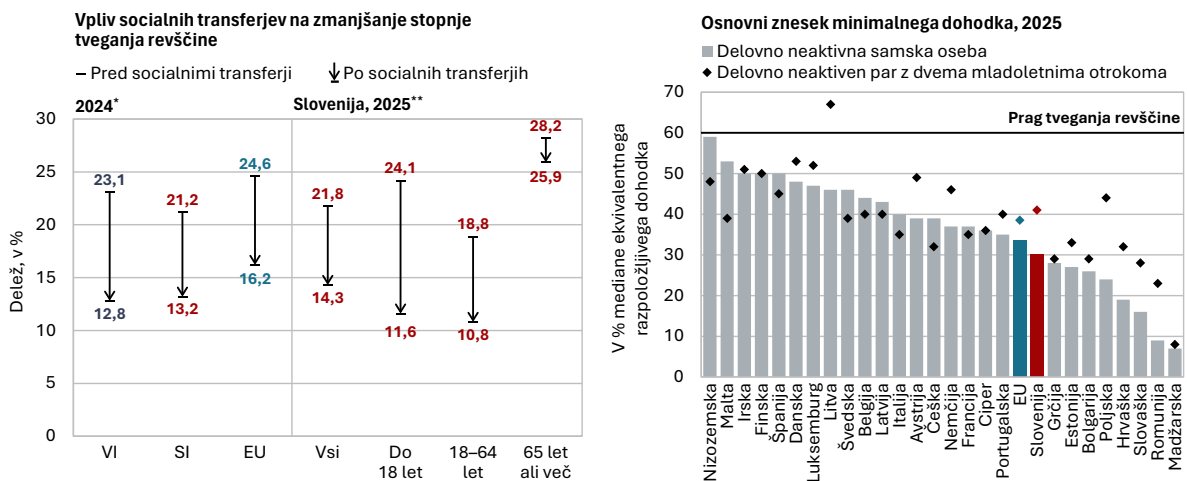 Vpliv socialnih transferjev na zmanjšanje stopnje
tveganja revščine
Pred socialnimi transferji
Po socialnih transferjih
2024*
Slovenija, 2025**
Delež, v %
30
25
20
15
10
5
0
23,1
12,8
21,2
13,2
24,6
16,2
21,8
14,3
24,1
11,6
18,8
10,8
28,2
25,9
VI
SI
EU
Vsi
Do
18 let
18–64
let
65 let
ali več
Osnovni znesek minimalnega dohodka, 2025
Delovno neaktivna samska oseba
Delovno neaktiven par z dvema mladoletnima otrokoma
V % mediane ekvivalentnega
razpoložljivega dohodka
70
60
50
40
30
20
10
0
Prag tveganja revščine
Nizozemska
Malta
Irska
Finska
Španija
Danska
Luksemburg
Litva
Švedska
Belgija
Latvija
Italija
Avstrija
Češka
Nemčija
Francija
Ciper
Portugalska
EU
Slovenija
Grčija
Estonija
Bolgarija
Poljska
Hrvaška
Slovaška
Romunija
Madžarska